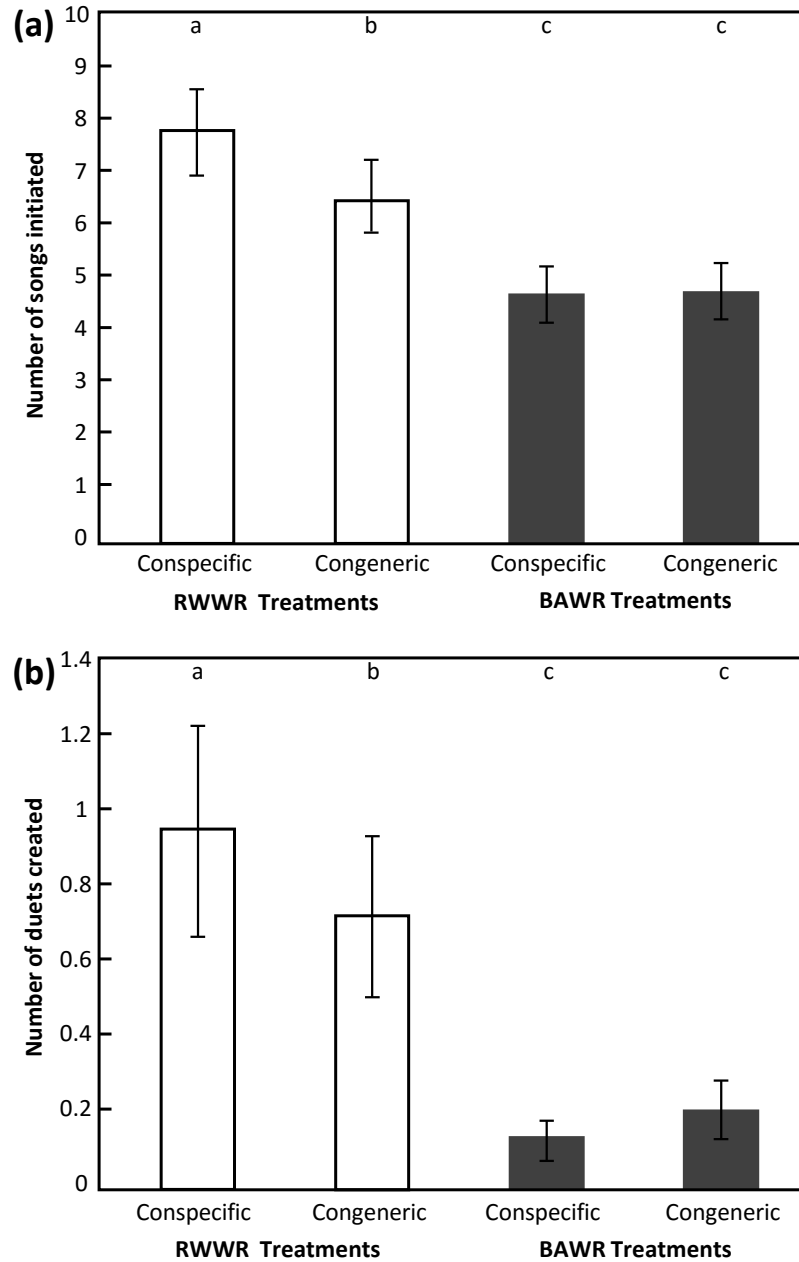 (a)
Number of songs initiated
10
9
8
7
6
5
4
3
2
1
0
a b c c
Conspecific Congeneric Conspecific Congeneric
RWWR Treatments BAWR Treatments
(b)
Number of duets created
1.4
1.2
1
0.8
0.6
0.4
0.2
0
a b c c
Conspecific Congeneric Conspecific Congeneric
RWWR Treatments BAWR Treatments